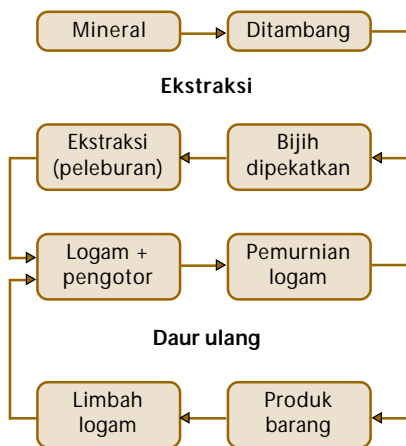 Mineral
Ditambang
Ekstraksi
Ekstraksi
(peleburan)
Bijih
dipekatkan
Logam +
pengotor
Pemurnian
logam
Daur ulang
Limbah
logam
Produk
barang